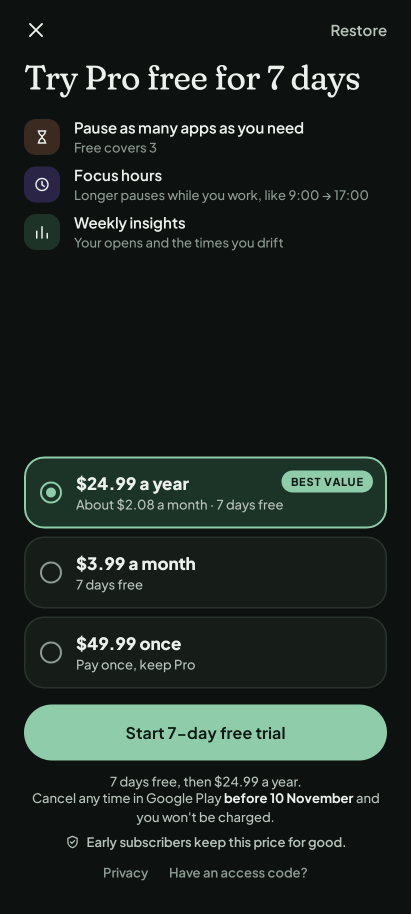 Restore
Try Pro free for 7 days
Pause as many apps as you need
Free covers 3
Focus hours
Longer pauses while you work, like 9:00 → 17:00
Weekly insights
Your opens and the times you drift
$24.99 a year
BEST VALUE
About $2.08 a month · 7 days free
$3.99 a month
7 days free
$49.99 once
Pay once, keep Pro
Start 7-day free trial
7 days free, then $24.99 a year.
Cancel any time in Google Play before 10 November and
you won't be charged.
Early subscribers keep this price for good.
Privacy
Have an access code?